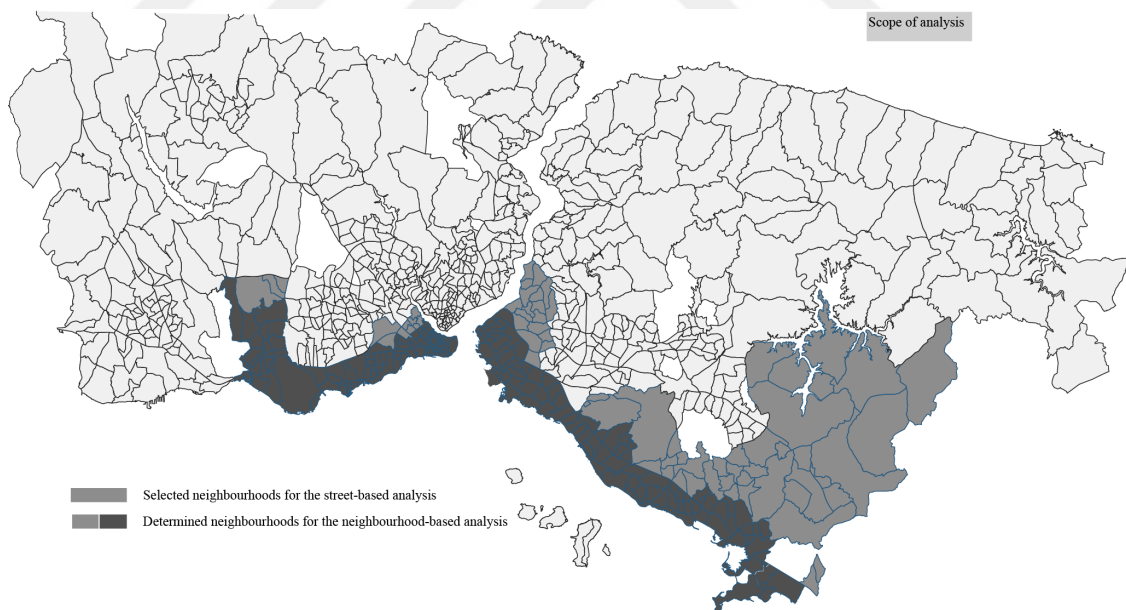 Scope of analysis
Selected neighbourhoods for the street-based analysis
Determined neighbourhoods for the neighbourhood-based analysis